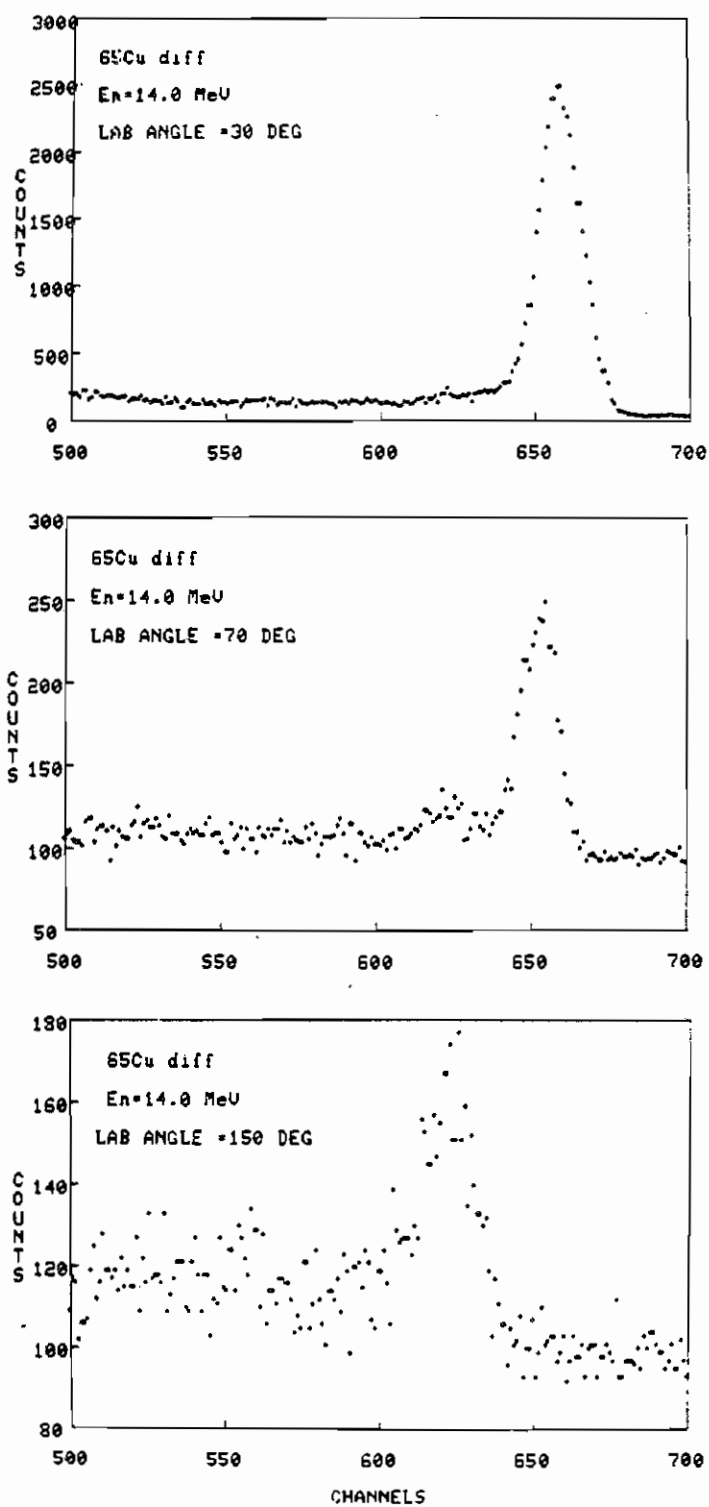 3000
65Cu diff
En=14.0 MeV
LAB ANGLE =30 DEG
2500
2000
COUNTS
1500
1000
500
0
500 550 600 650 700
300
65Cu diff
En=14.0 MeV
LAB ANGLE =70 DEG
250
200
COUNTS
150
100
50
500 550 600 650 700
180
65Cu diff
En=14.0 MeV
LAB ANGLE =150 DEG
160
140
COUNTS
120
100
80
500 550 600 650 700
CHANNELS